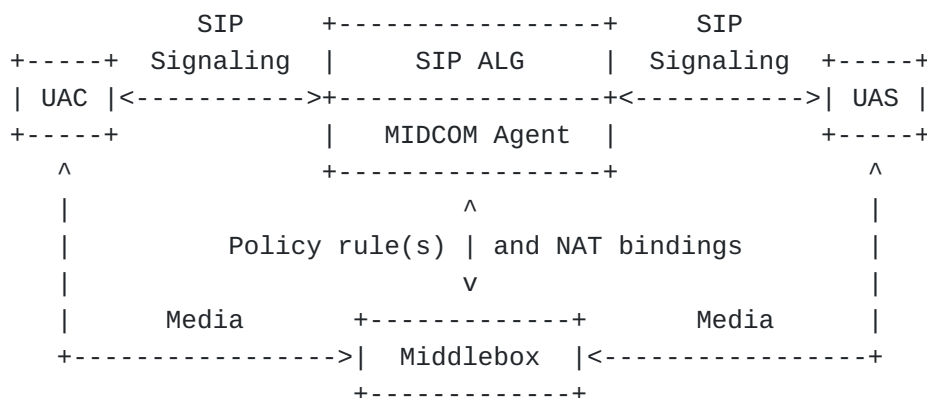 SIP +-----------------+ SIP
+-----+ Signaling | SIP ALG | Signaling +-----+
| UAC |<----------->+-----------------+<----------->| UAS |
+-----+ | MIDCOM Agent | +-----+
^ +-----------------+ ^
| ^ |
| Policy rule(s) | and NAT bindings |
| v |
| Media +-------------+ Media |
+----------------->| Middlebox |<----------------+
+-------------+